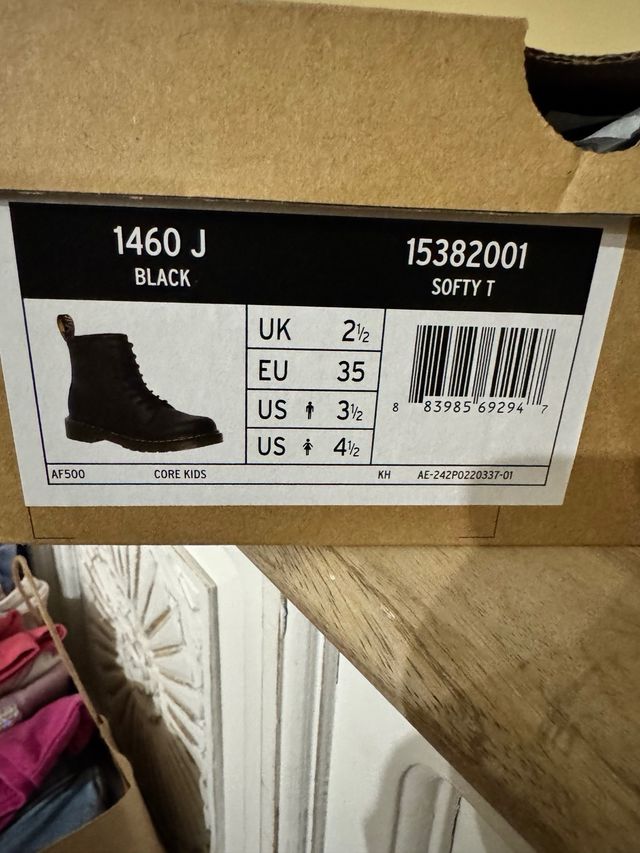 1460 J
BLACK
15382001
SOFTY T
UK 2½
EU 35
US 3½
US 4½
8 83985 69294 7
AF500 CORE KIDS KH AE-242P0220337-01